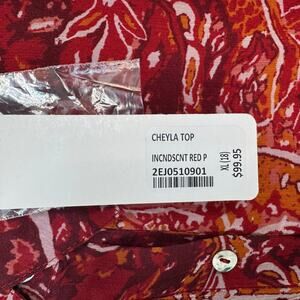 CHEYLA TOP
INCNDSCNT RED P
2EJ0510901
XL (18)
$99.95